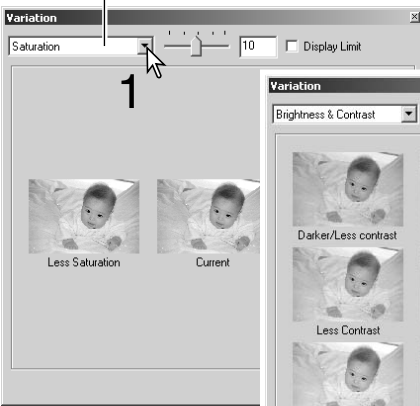 Variation
Saturation
10
Display Limit
1
Less Saturation
Current
Variation
Brightness & Contrast
Darker/Less contrast
Less Contrast